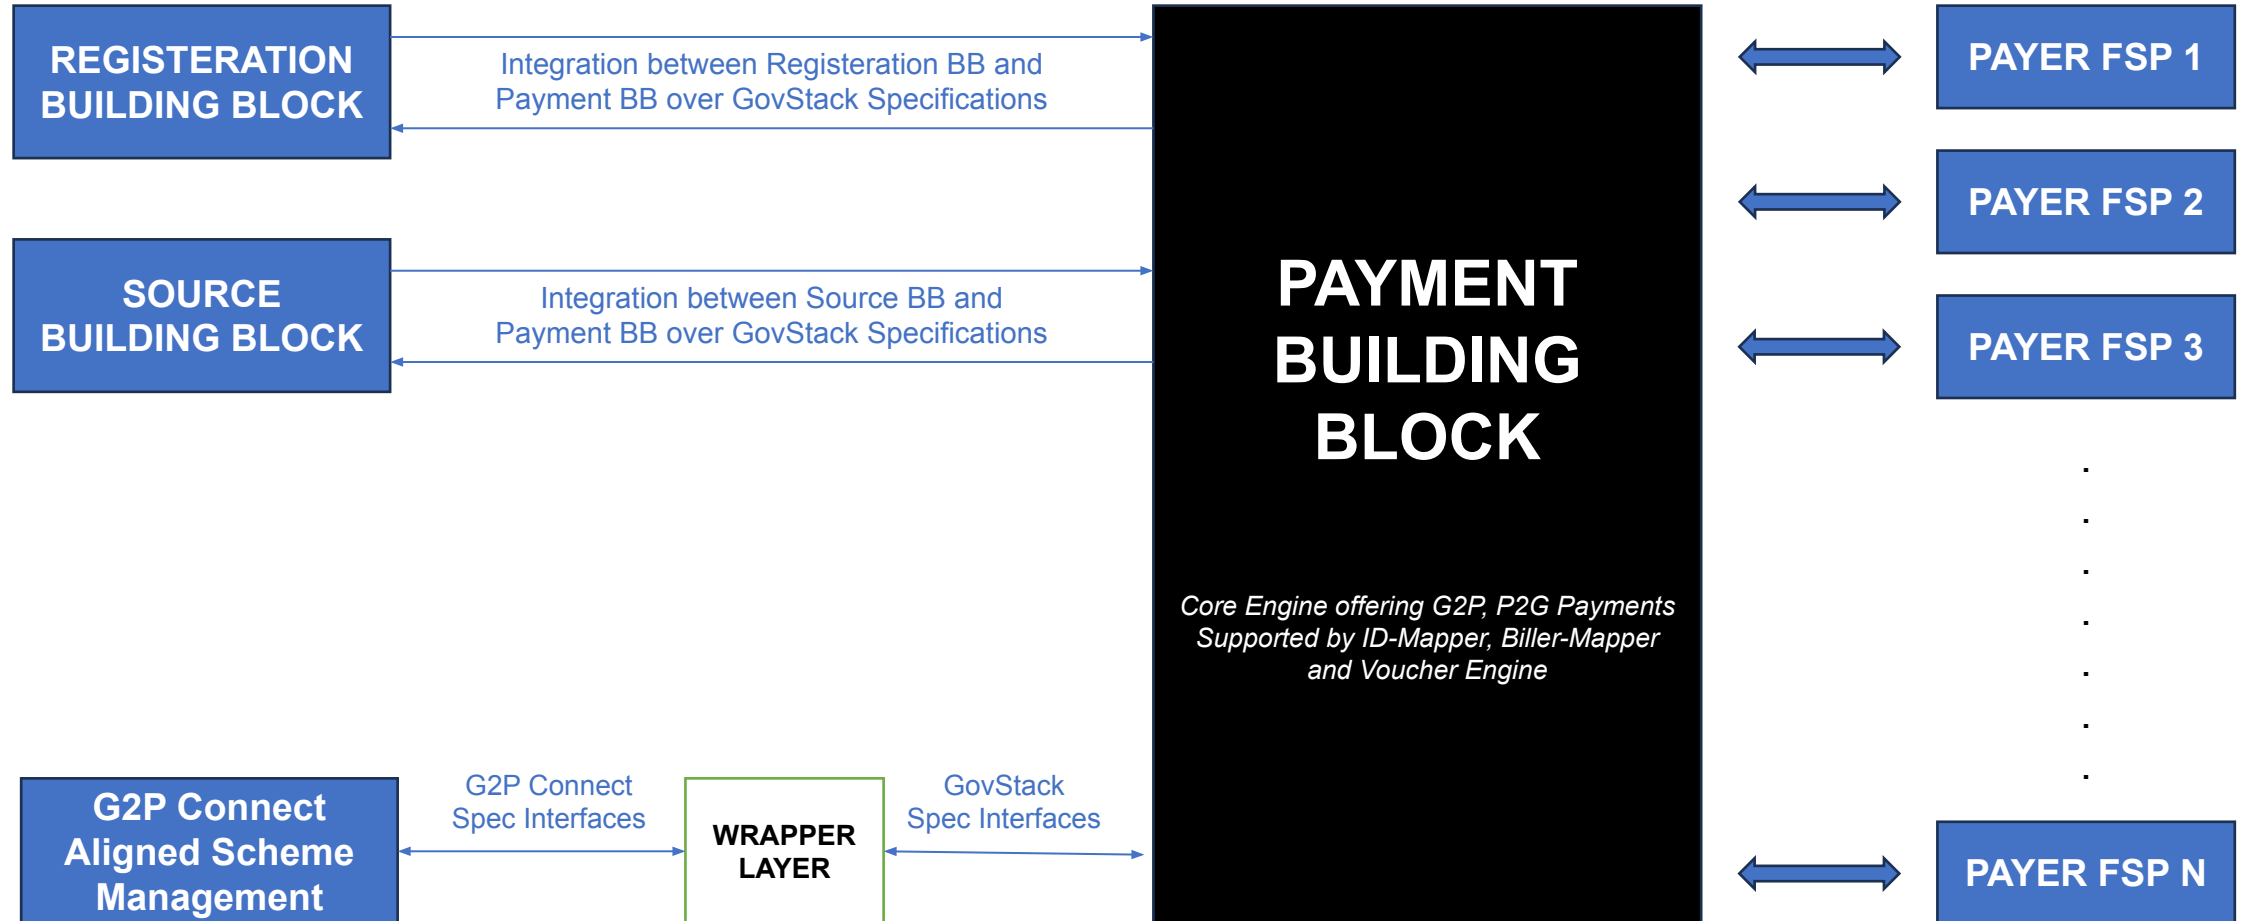 REGISTERATION
BUILDING BLOCK
Integration between Registeration BB and
Payment BB over GovStack Specifications
SOURCE
BUILDING BLOCK
Integration between Source BB and
Payment BB over GovStack Specifications
G2P Connect
Aligned Scheme
Management
G2P Connect
Spec Interfaces
WRAPPER
LAYER
GovStack
Spec Interfaces
PAYMENT
BUILDING
BLOCK
Core Engine offering G2P, P2G Payments
Supported by ID-Mapper, Biller-Mapper
and Voucher Engine
PAYER FSP 1
PAYER FSP 2
PAYER FSP 3
.
.
.
.
.
.
.
PAYER FSP N